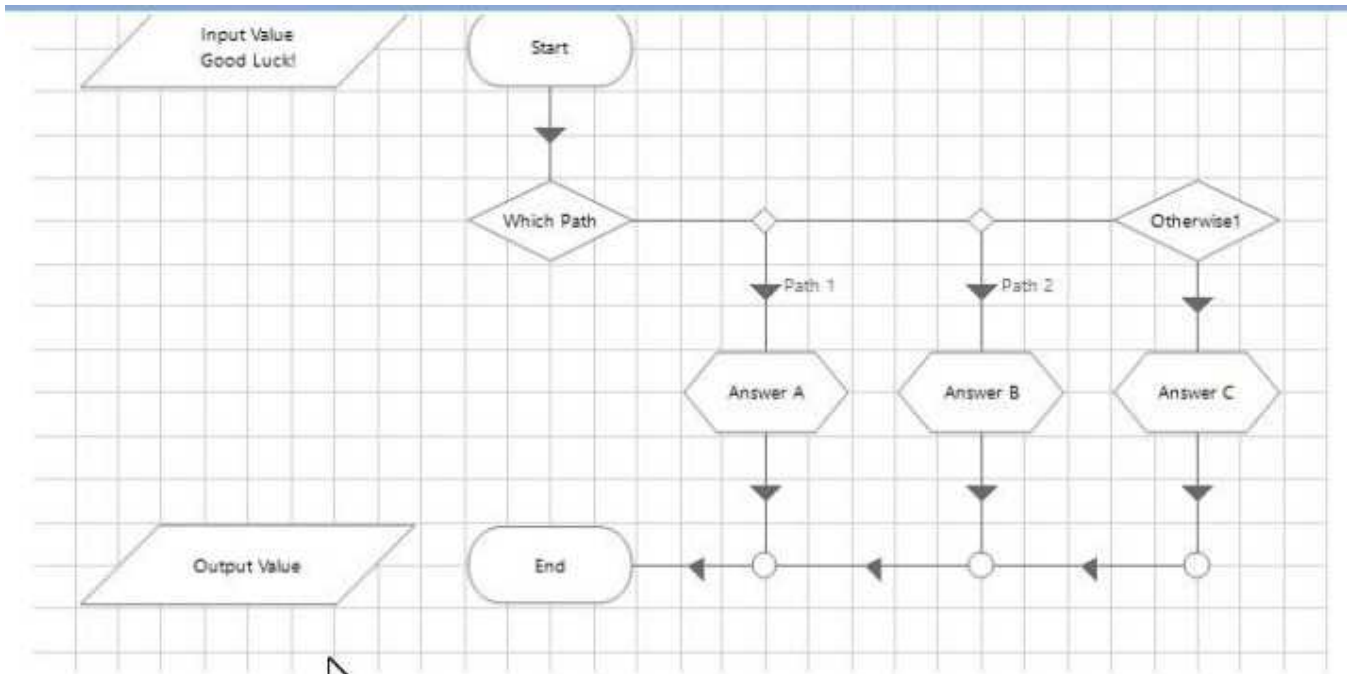 Input Value
Good Luck!
Start
Which Path
Otherwise1
Path 1
Path 2
Answer A
Answer B
Answer C
Output Value
End